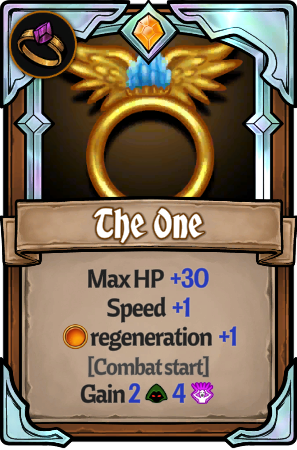 The One
Max HP +30
Speed +1
regeneration +1
[Combat start]
Gain 2 4